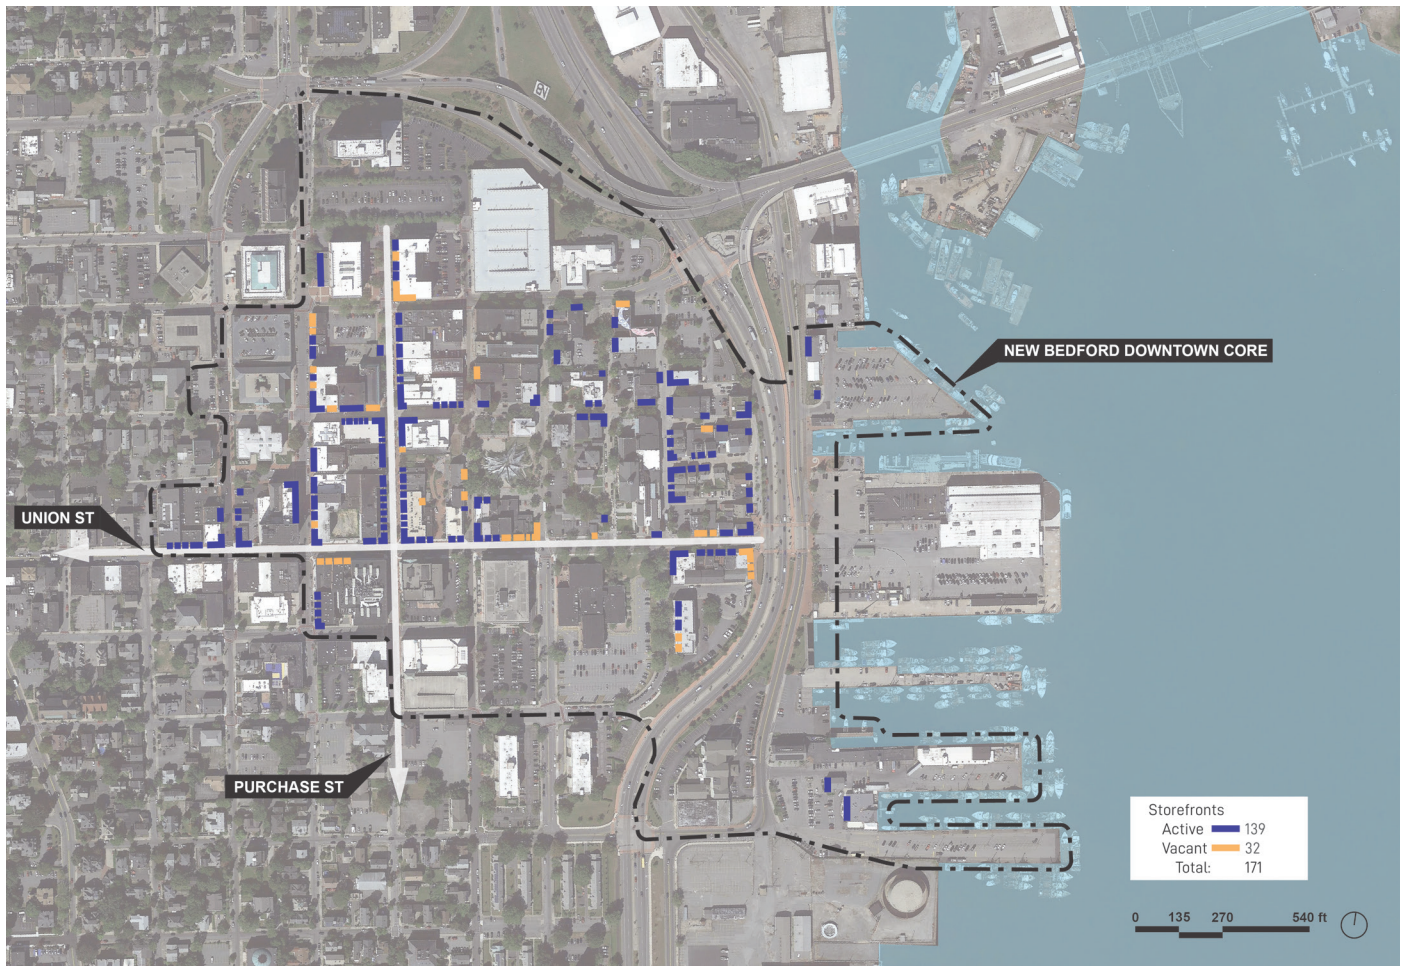 NEW BEDFORD DOWNTOWN CORE
UNION ST
PURCHASE ST
Storefronts
Active 139
Vacant 32
Total: 171
0 135 270 540 ft